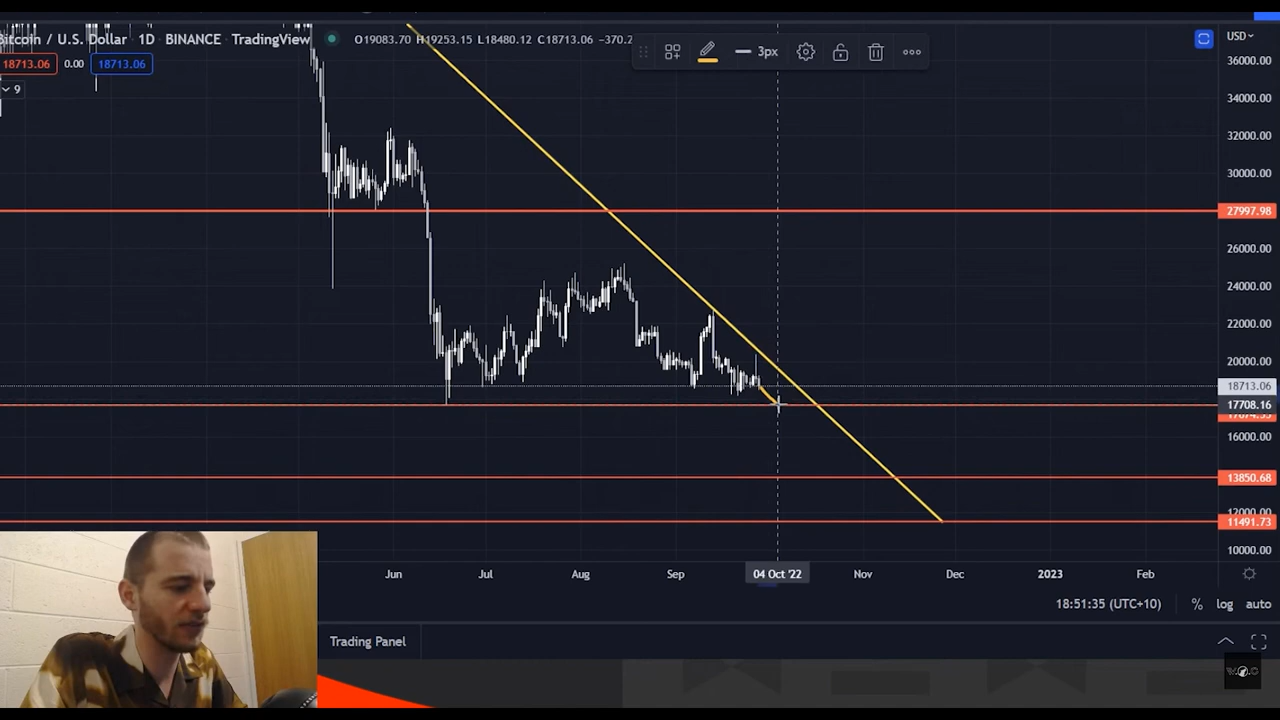 Bitcoin / U.S. Dollar · 1D · BINANCE · TradingView O19083.70 H19253.15 L18480.12 C18713.06 -370.2
3px
USD
18713.06 0.00 18713.06
9
36000.00
34000.00
32000.00
30000.00
27997.98
26000.00
24000.00
22000.00
20000.00
18713.06
17708.16
16000.00
13850.68
12000.00
11491.73
10000.00
Jun Jul Aug Sep 04 Oct '22 Nov Dec 2023 Feb
18:51:35 (UTC+10) % log auto
Trading Panel